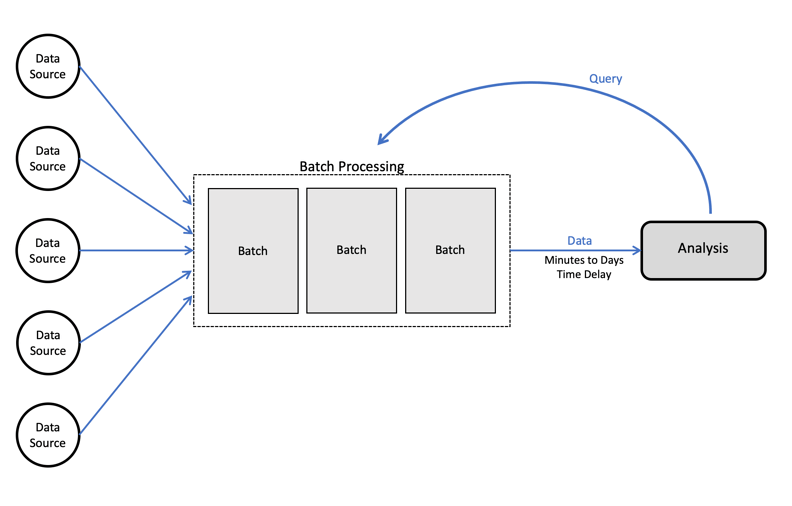 Data
Source
Data
Source
Data
Source
Data
Source
Data
Source
Query
Batch Processing
Batch
Batch
Batch
Data
Minutes to Days
Time Delay
Analysis